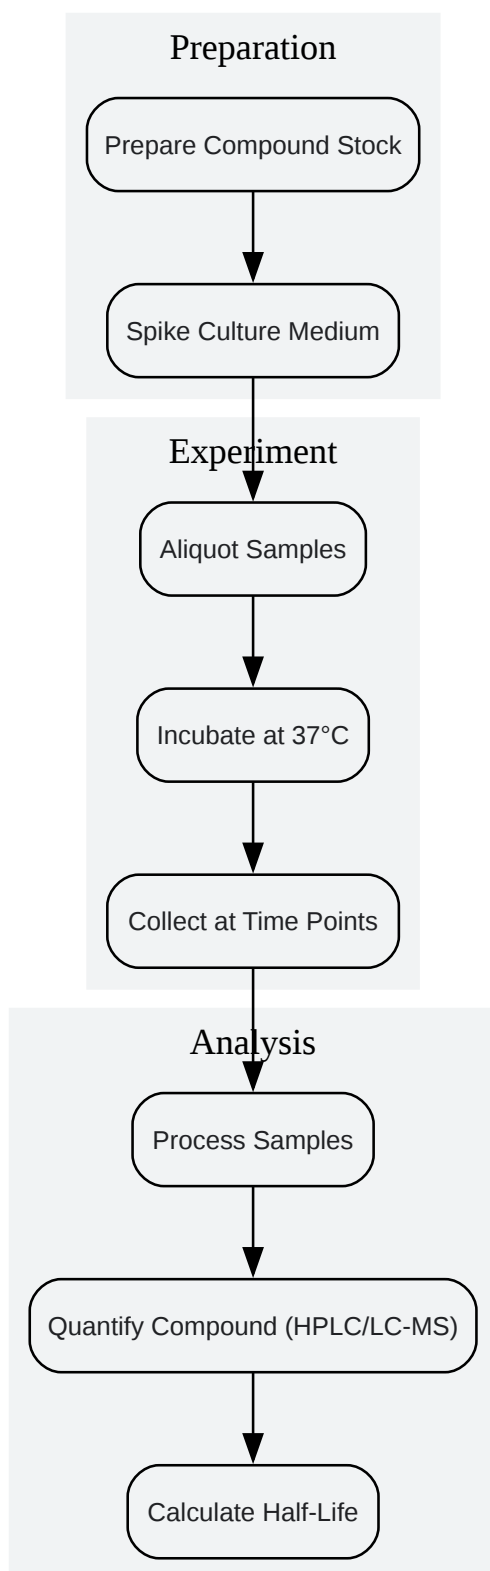 Preparation
Prepare Compound Stock
Spike Culture Medium
Experiment
Aliquot Samples
Incubate at 37°C
Collect at Time Points
Analysis
Process Samples
Quantify Compound (HPLC/LC-MS)
Calculate Half-Life